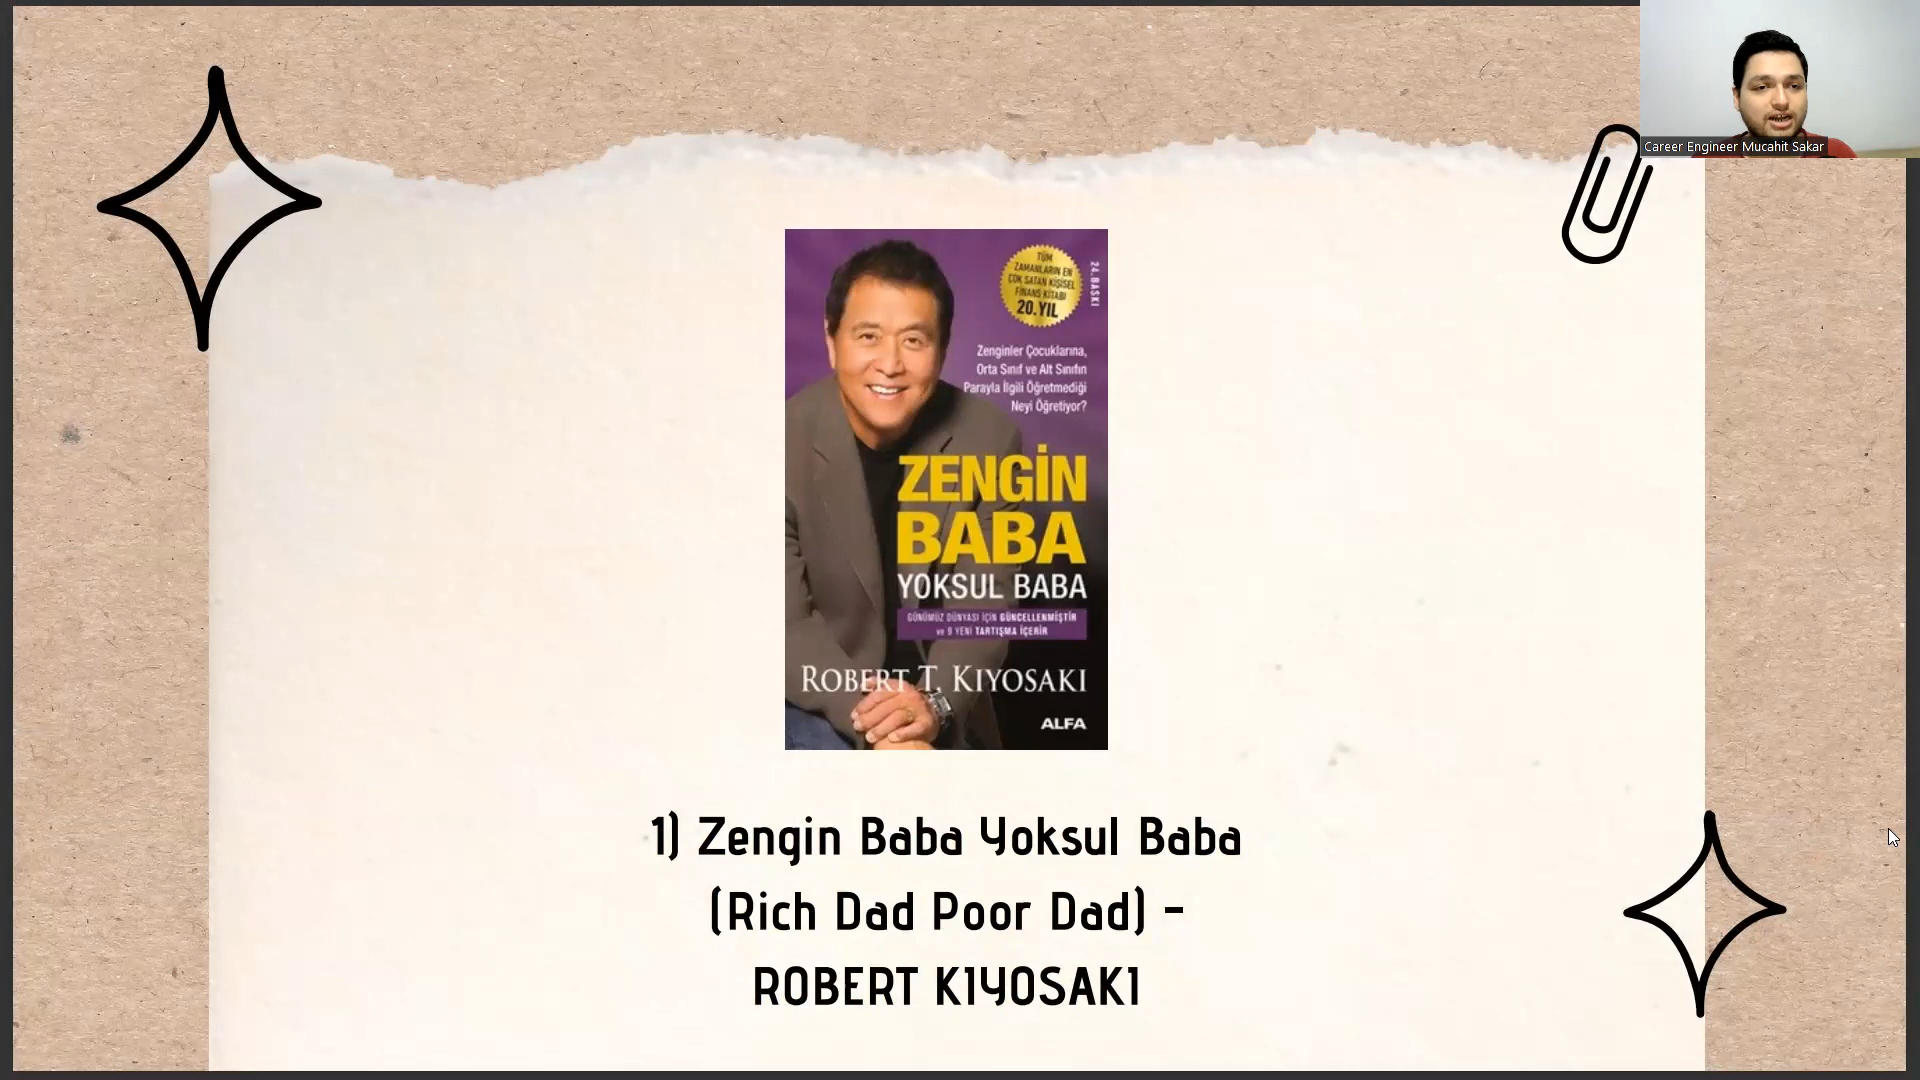 Career Engineer Mucahit Sakar
TÜM
ZAMANLARIN EN
ÇOK SATAN KİŞİSEL
FİNANS KİTABI
20. YIL
24. BASKI
Zenginler Çocuklarına,
Orta Sınıf ve Alt Sınıfın
Parayla İlgili Öğretmediği
Neyi Öğretiyor?
ZENGİN
BABA
YOKSUL BABA
GÜNÜMÜZ DÜNYASI İÇİN GÜNCELLENMİŞTİR
ve 9 YENİ TARTIŞMA İÇERİR
ROBERT T. KIYOSAKI
ALFA
1) Zengin Baba Yoksul Baba
(Rich Dad Poor Dad) -
ROBERT KIYOSAKI